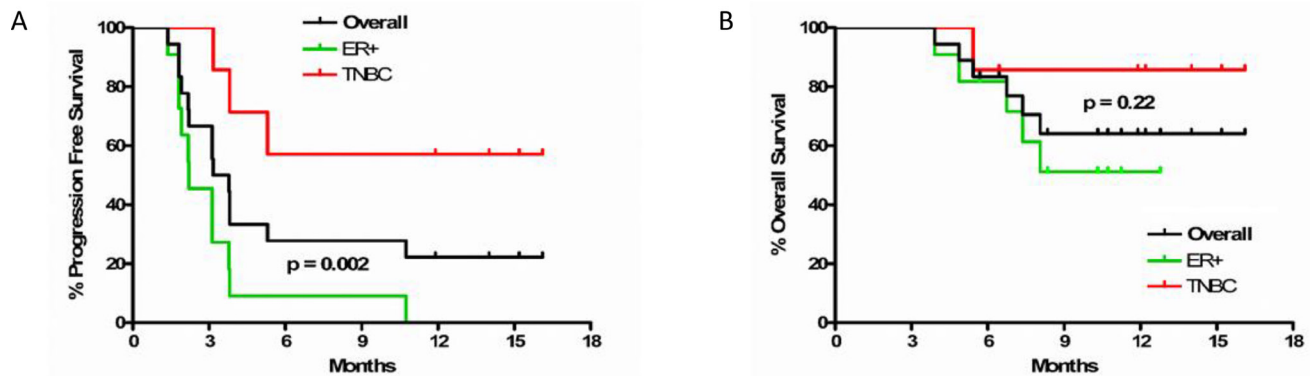 A
% Progression Free Survival
100
80
60
40
20
0
Overall
ER+
TNBC
p = 0.002
0 3 6 9 12 15 18
Months
B
% Overall Survival
100
80
60
40
20
0
p = 0.22
Overall
ER+
TNBC
0 3 6 9 12 15 18
Months